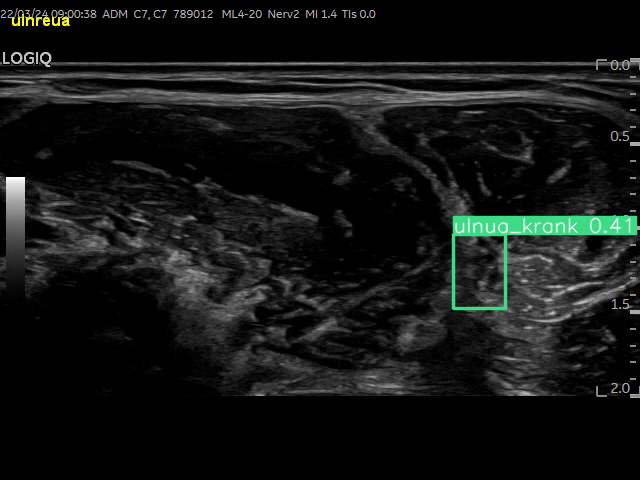 22/03/24 09:00:38 ADM C7, C7 789012 ML4-20 Nerv2 MI 1.4 TIs 0.0
uinreua
LOGIQ
0.0
0.5
ulnua_krank 0.41
1.5
2.0